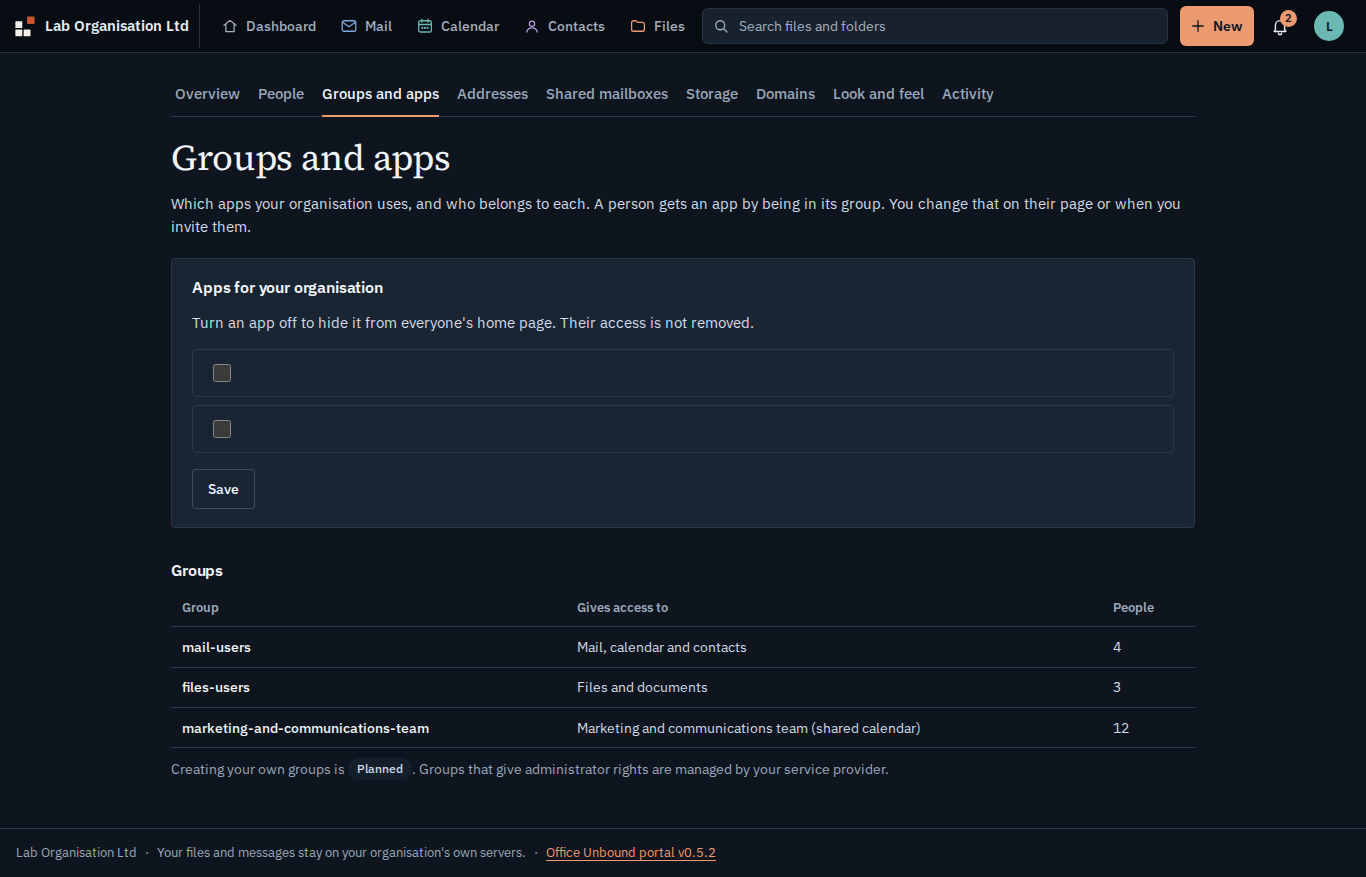 Lab Organisation Ltd
Dashboard
Mail
Calendar
Contacts
Files
Search files and folders
New
2
L
Overview
People
Groups and apps
Addresses
Shared mailboxes
Storage
Domains
Look and feel
Activity
Groups and apps
Which apps your organisation uses, and who belongs to each. A person gets an app by being in its group. You change that on their page or when you
invite them.
Apps for your organisation
Turn an app off to hide it from everyone's home page. Their access is not removed.
Save
Groups
Group Gives access to People
mail-users Mail, calendar and contacts 4
files-users Files and documents 3
marketing-and-communications-team Marketing and communications team (shared calendar) 12
Creating your own groups is Planned. Groups that give administrator rights are managed by your service provider.
Lab Organisation Ltd · Your files and messages stay on your organisation's own servers. · Office Unbound portal v0.5.2